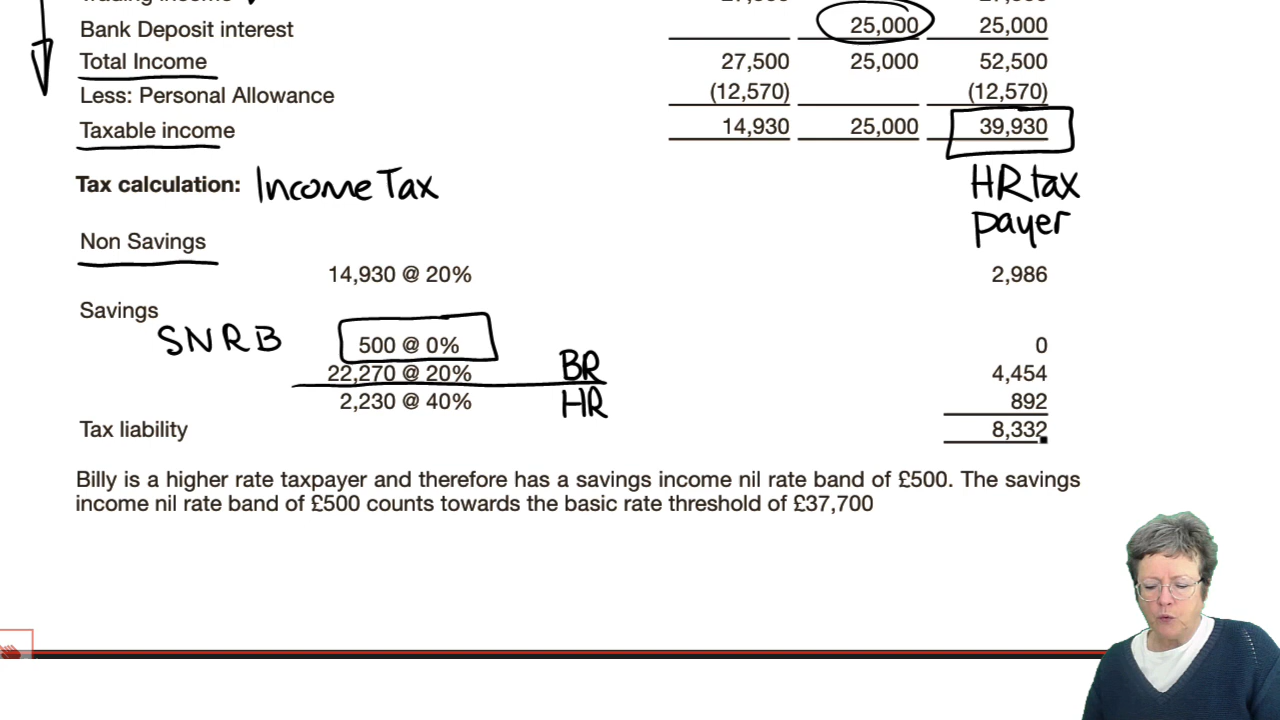 Bank Deposit interest 25,000 25,000
Total Income 27,500 25,000 52,500
Less: Personal Allowance (12,570) (12,570)
Taxable income 14,930 25,000 39,930
Tax calculation: Income Tax HR tax
payer
Non Savings
14,930 @ 20% 2,986
Savings
SNRB 500 @ 0% 0
22,270 @ 20% BR 4,454
2,230 @ 40% HR 892
Tax liability 8,332
Billy is a higher rate taxpayer and therefore has a savings income nil rate band of £500. The savings
income nil rate band of £500 counts towards the basic rate threshold of £37,700